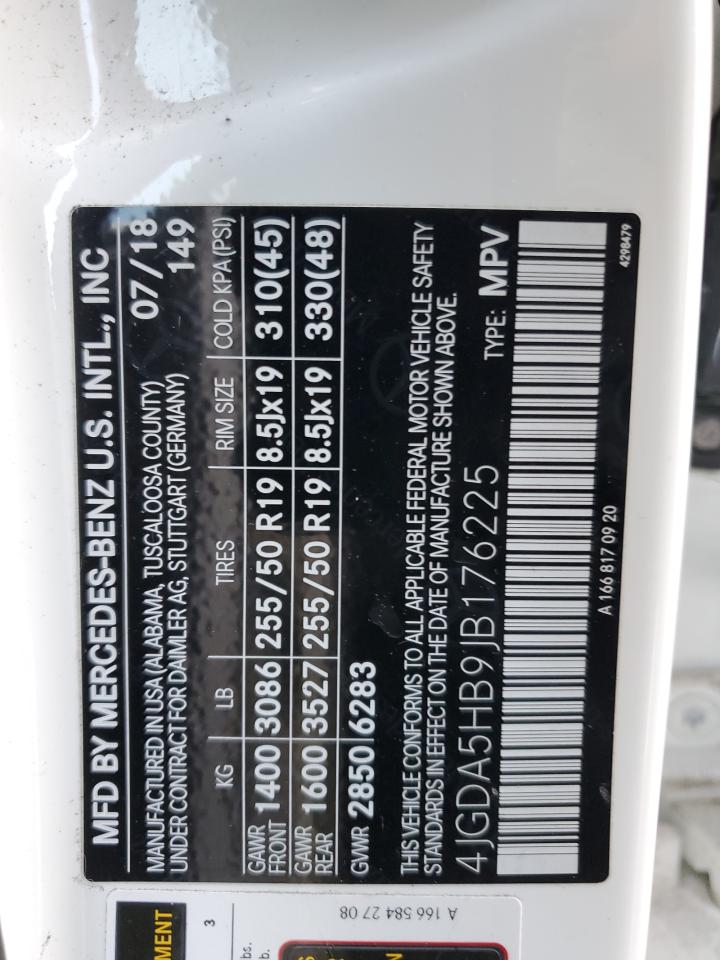 MFD BY MERCEDES-BENZ U.S. INTL., INC
MANUFACTURED IN USA (ALABAMA, TUSCALOOSA COUNTY) 07/18
UNDER CONTRACT FOR DAIMLER AG, STUTTGART (GERMANY) 149
KG LB TIRES RIM SIZE COLD KPA (PSI)
GAWR FRONT 1400 3086 255/50 R19 8.5Jx19 310(45)
GAWR REAR 1600 3527 255/50 R19 8.5Jx19 330(48)
GVWR 2850 6283
THIS VEHICLE CONFORMS TO ALL APPLICABLE FEDERAL MOTOR VEHICLE SAFETY
STANDARDS IN EFFECT ON THE DATE OF MANUFACTURE SHOWN ABOVE.
4JGDA5HB9JB176225 TYPE: MPV
A 166 817 09 20 4298479
A 166 584 27 08
3